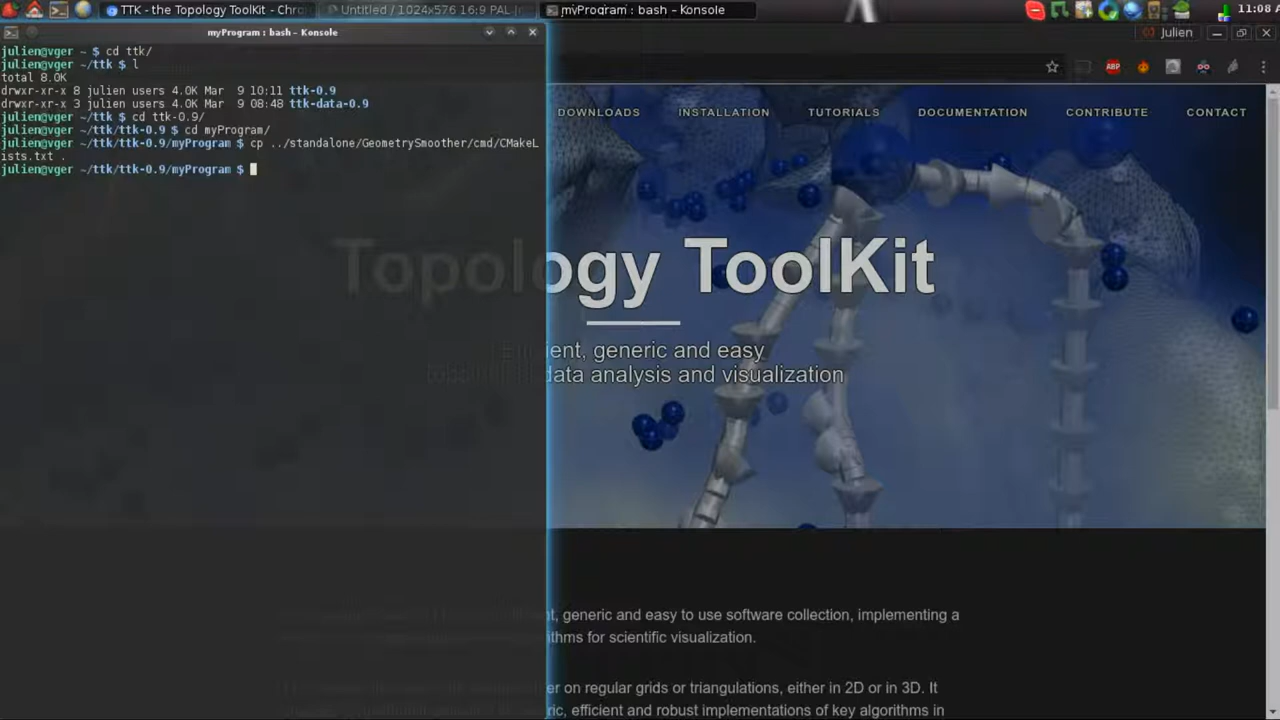 TTK - the Topology ToolKit - Chro
Untitled / 1024x576 16:9 PAL |
myProgram : bash – Konsole
11:08 A
myProgram : bash – Konsole
Julien
julien@vger ~ $ cd ttk/
julien@vger ~/ttk $ l
total 8.0K
drwxr-xr-x 8 julien users 4.0K Mar  9 10:11 ttk-0.9
drwxr-xr-x 3 julien users 4.0K Mar  9 08:48 ttk-data-0.9
julien@vger ~/ttk $ cd ttk-0.9/
julien@vger ~/ttk/ttk-0.9 $ cd myProgram/
julien@vger ~/ttk/ttk-0.9/myProgram $ cp ../standalone/GeometrySmoother/cmd/CMakeL
ists.txt .
julien@vger ~/ttk/ttk-0.9/myProgram $
ABP
DOWNLOADS INSTALLATION TUTORIALS DOCUMENTATION CONTRIBUTE CONTACT
Topology ToolKit
Efficient, generic and easy
data analysis and visualization
generic and easy to use software collection, implementing a
for scientific visualization.
on regular grids or triangulations, either in 2D or in 3D. It
efficient and robust implementations of key algorithms in